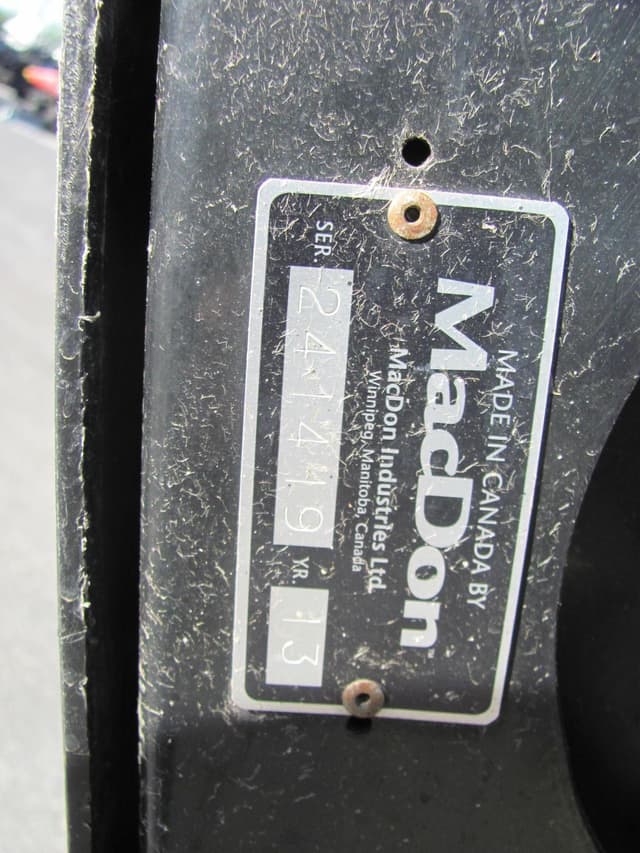 MADE IN CANADA BY
MacDon
MacDon Industries Ltd.
Winnipeg, Manitoba, Canada
SER. 241419 YR. 13